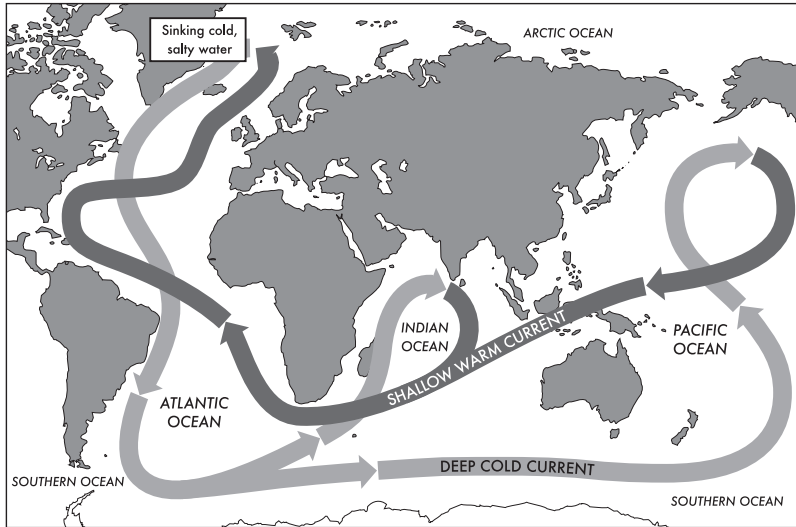 Sinking cold,
salty water
ARCTIC OCEAN
INDIAN
OCEAN
SHALLOW WARM CURRENT
PACIFIC
OCEAN
ATLANTIC
OCEAN
DEEP COLD CURRENT
SOUTHERN OCEAN
SOUTHERN OCEAN